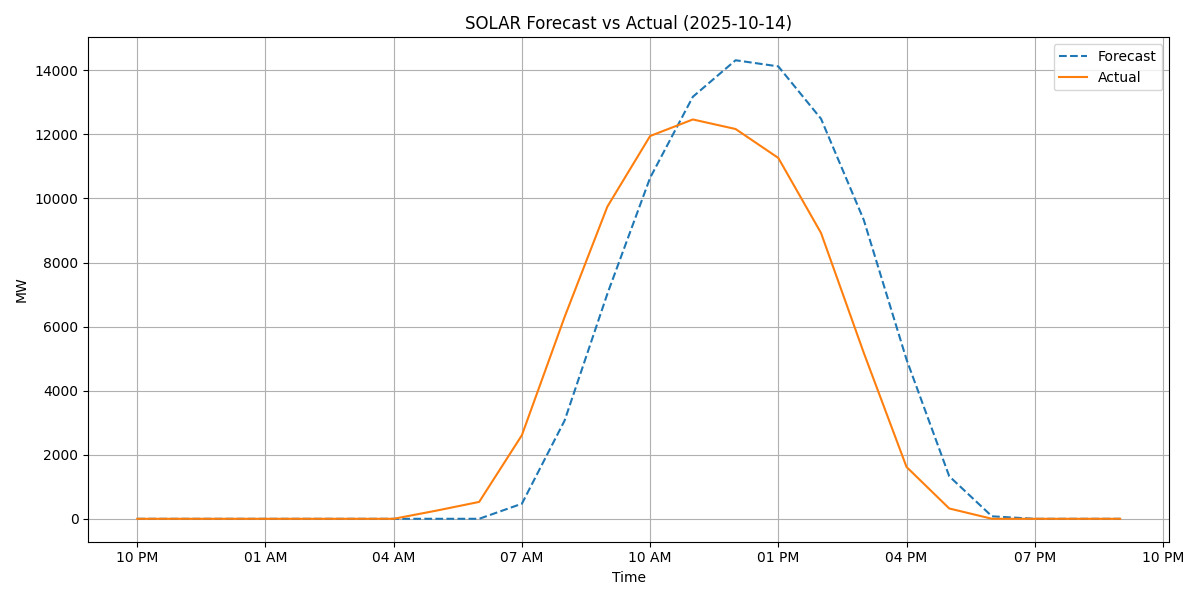 SOLAR Forecast vs Actual (2025-10-14)
Forecast
Actual
14000
12000
10000
8000
6000
4000
2000
0
MW
10 PM 01 AM 04 AM 07 AM 10 AM 01 PM 04 PM 07 PM 10 PM
Time